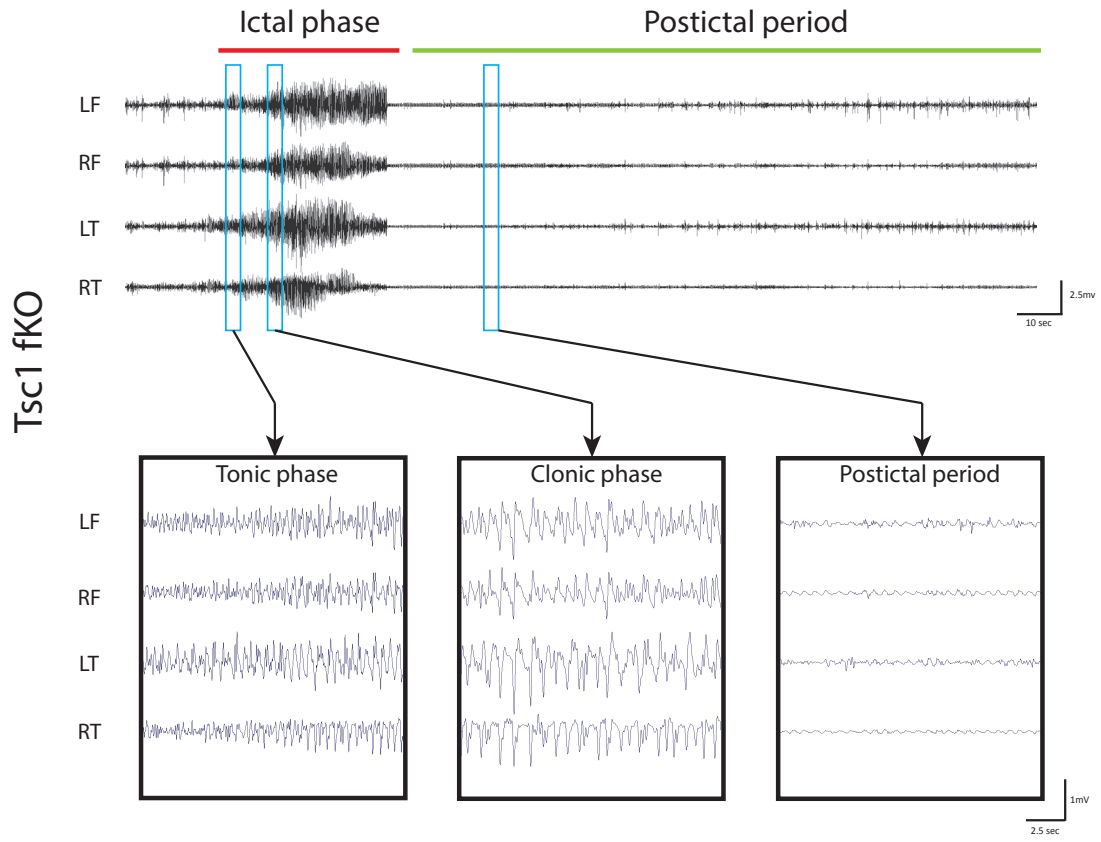 Ictal phase
Postictal period
LF
RF
LT
RT
2.5mv
10 sec
Tsc1 fKO
Tonic phase
Clonic phase
Postictal period
LF
RF
LT
RT
1mV
2.5 sec